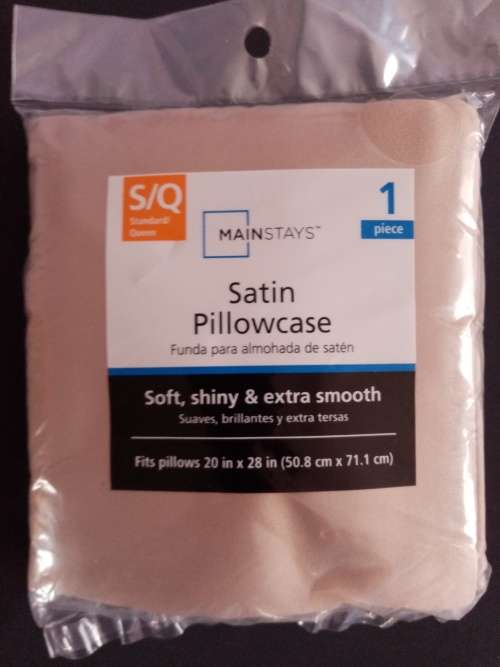 S/Q
Standard/
Queen
1
piece
MAINSTAYS™
Satin
Pillowcase
Funda para almohada de satén
Soft, shiny & extra smooth
Suaves, brillantes y extra tersas
Fits pillows 20 in x 28 in (50.8 cm x 71.1 cm)